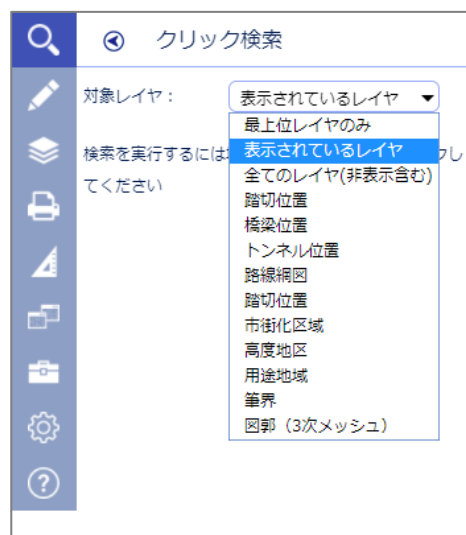 クリック検索
対象レイヤ：
表示されているレイヤ
最上位レイヤのみ
表示されているレイヤ
検索を実行するには
全てのレイヤ(非表示含む)
てください
踏切位置
橋梁位置
トンネル位置
路線網図
踏切位置
市街化区域
高度地区
用途地域
筆界
図郭（3次メッシュ）